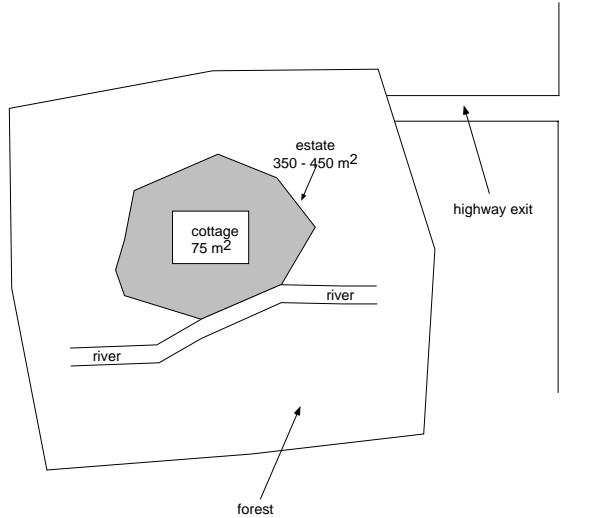 estate
350 - 450 m2
highway exit
cottage
75 m2
river
river
forest